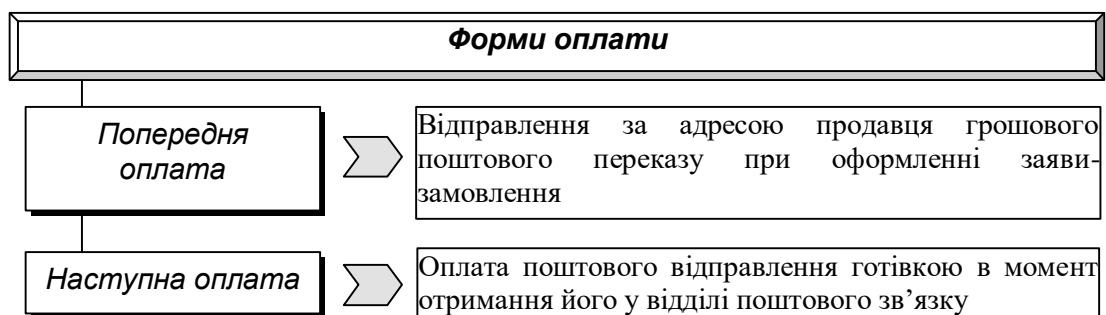 Форми оплати
Попередня
оплата
Відправлення за адресою продавця грошового
поштового переказу при оформленні заяви-
замовлення
Наступна оплата
Оплата поштового відправлення готівкою в момент
отримання його у відділі поштового зв’язку